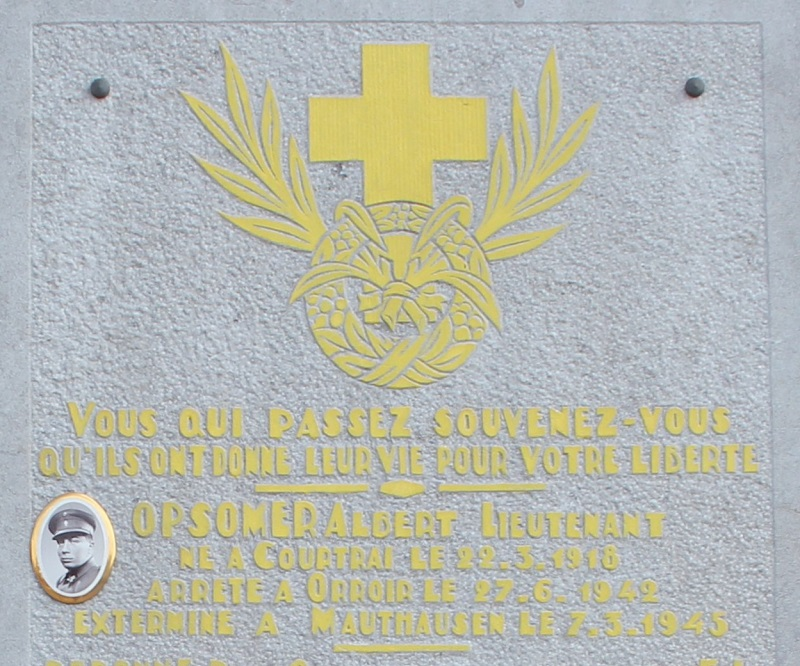 VOUS QUI PASSEZ SOUVENEZ-VOUS
QU'ILS ONT DONNE LEUR VIE POUR VOTRE LIBERTE
OPSOMER ALBERT LIEUTENANT
NE A COURTRAI LE 22.3.1918
ARRETE A ORROIR LE 27.6.1942
EXTERMINE A MAUTHAUSEN LE 7.3.1945